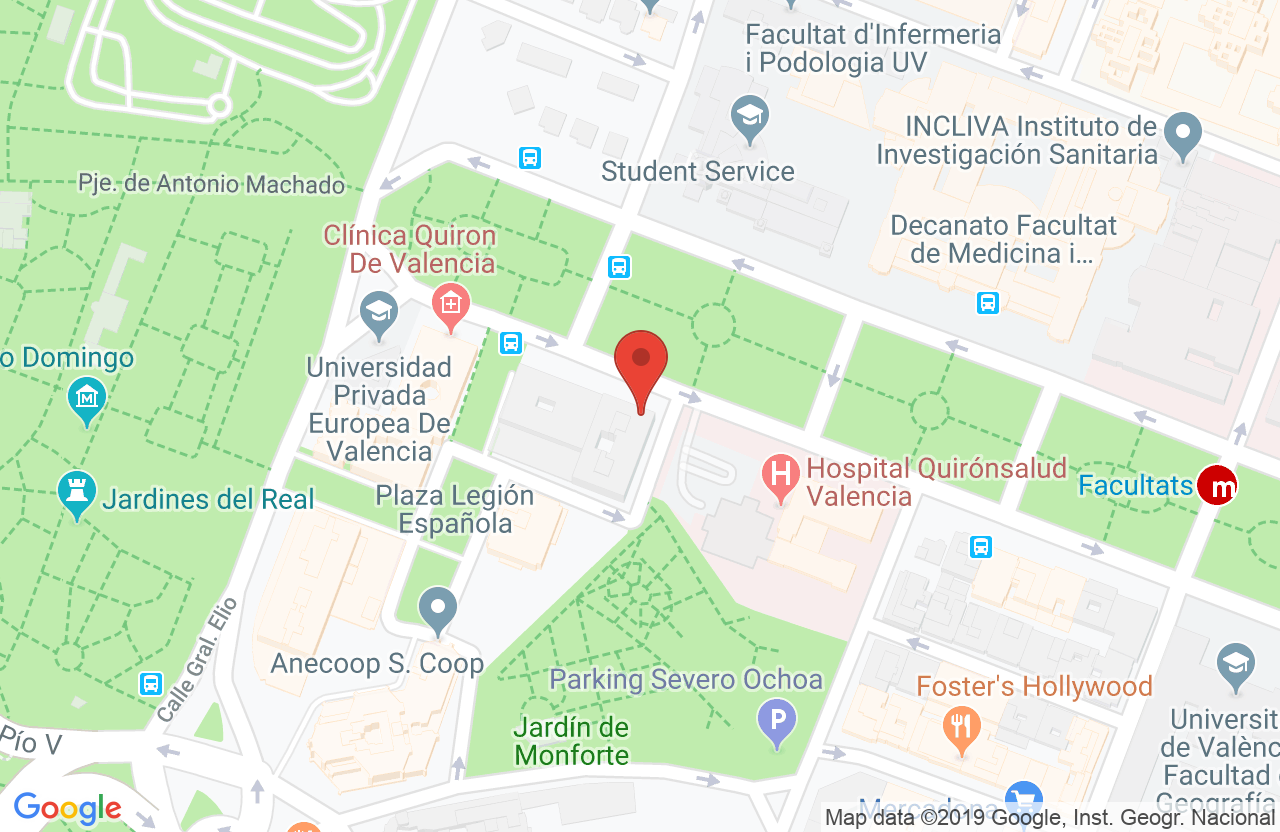 Facultat d'Infermeria
i Podologia UV
INCLIVA Instituto de
Investigación Sanitaria
Student Service
Pje. de Antonio Machado
Decanato Facultat
de Medicina i...
Clínica Quiron
De Valencia
o Domingo
M
Universidad
Privada
Europea De
Valencia
H
Hospital Quirónsalud
Valencia
Facultats
m
Jardines del Real
Plaza Legión
Española
Calle Gral. Elio
Anecoop S. Coop
Parking Severo Ochoa
P
Foster's Hollywood
Jardín de
Monforte
Pío V
Universit
de Valènc
Facultad
Geografía
Mercadona
Google
Map data ©2019 Google, Inst. Geogr. Nacional